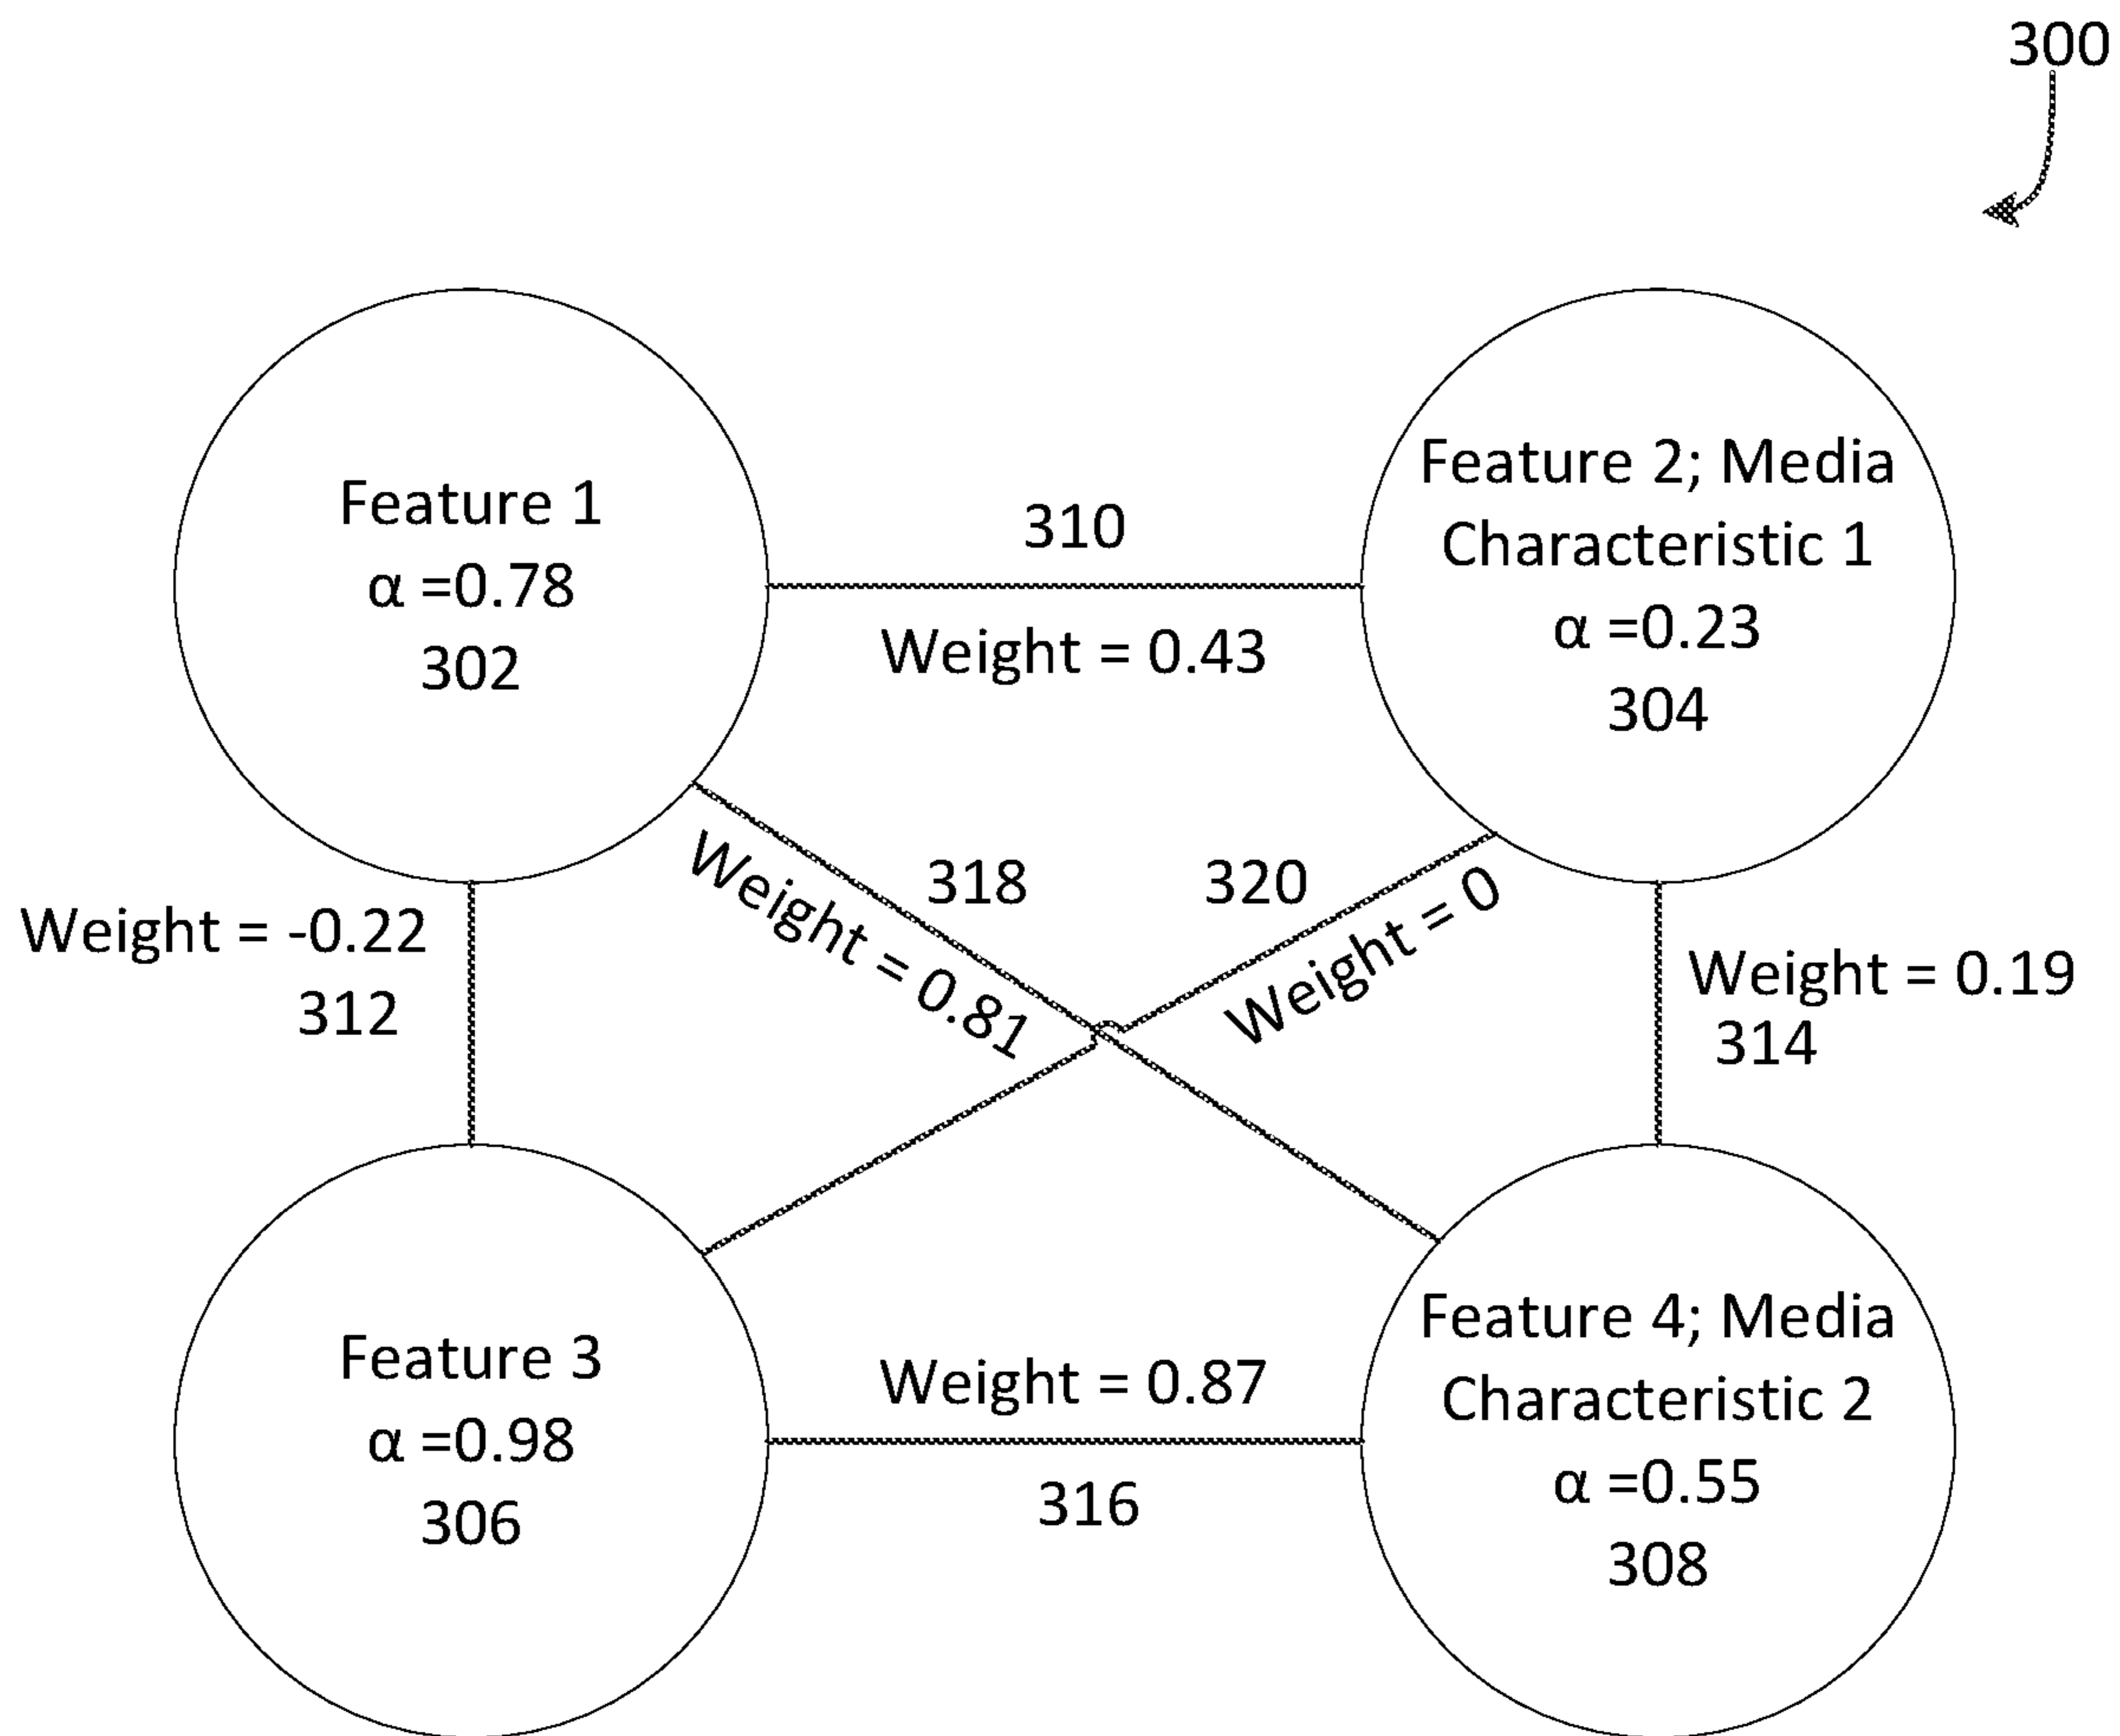 300
Feature 1
α =0.78
302
310
Weight = 0.43
Feature 2; Media
Characteristic 1
α =0.23
304
Weight = -0.22
312
318
Weight = 0.81
320
Weight = 0
Weight = 0.19
314
Feature 3
α =0.98
306
Weight = 0.87
316
Feature 4; Media
Characteristic 2
α =0.55
308